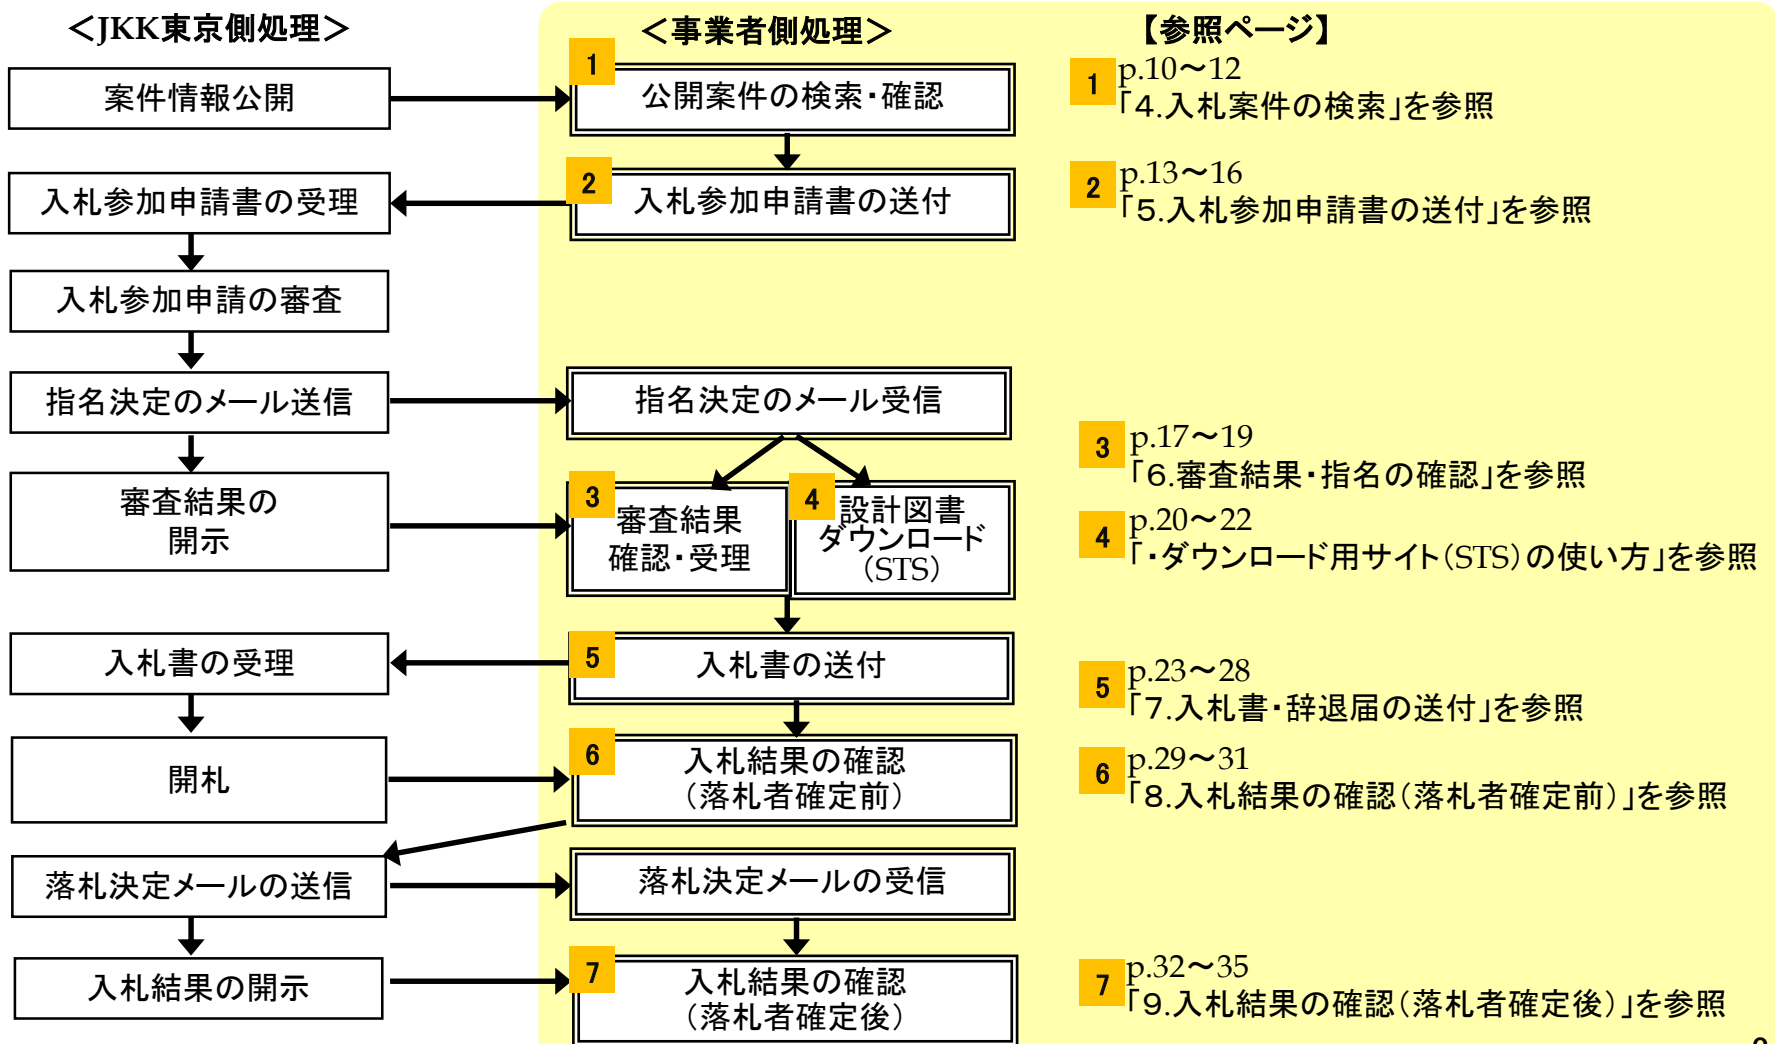 ＜JKK東京側処理＞
＜事業者側処理＞
【参照ページ】
案件情報公開
1
公開案件の検索・確認
1
p.10～12
「４.入札案件の検索」を参照
入札参加申請書の受理
2
入札参加申請書の送付
2
p.13～16
「５.入札参加申請書の送付」を参照
入札参加申請の審査
指名決定のメール送信
指名決定のメール受信
3
p.17～19
「６.審査結果・指名の確認」を参照
審査結果の
開示
3
審査結果
確認・受理
4
設計図書
ダウンロード
（STS）
4
p.20～22
「・ダウンロード用サイト（STS）の使い方」を参照
入札書の受理
5
入札書の送付
5
p.23～28
「７.入札書・辞退届の送付」を参照
開札
6
入札結果の確認
（落札者確定前）
6
p.29～31
「８.入札結果の確認（落札者確定前）」を参照
落札決定メールの送信
落札決定メールの受信
入札結果の開示
7
入札結果の確認
（落札者確定後）
7
p.32～35
「９.入札結果の確認（落札者確定後）」を参照